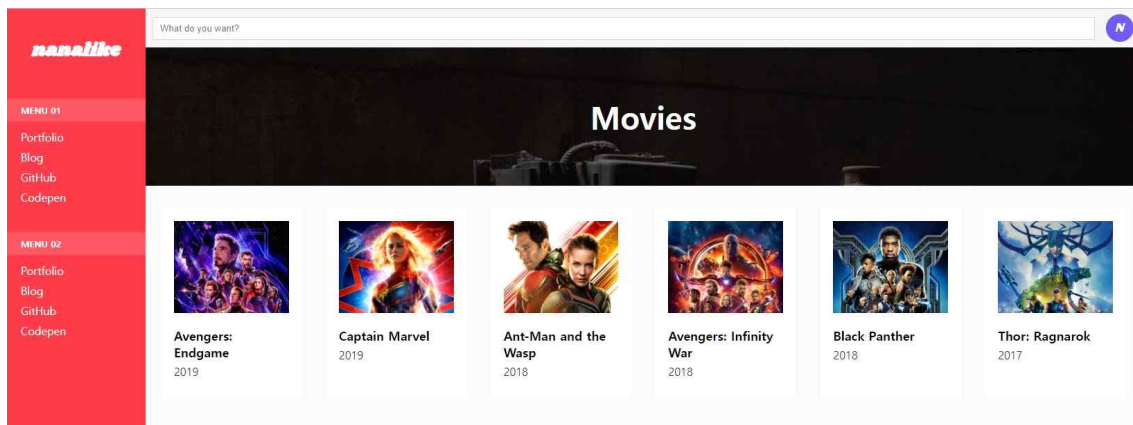 nanalike
What do you want?
N
Movies
MENU 01
Portfolio
Blog
GitHub
Codepen
MENU 02
Portfolio
Blog
GitHub
Codepen
Avengers:
Endgame
2019
Captain Marvel
2019
Ant-Man and the
Wasp
2018
Avengers: Infinity
War
2018
Black Panther
2018
Thor: Ragnarok
2017